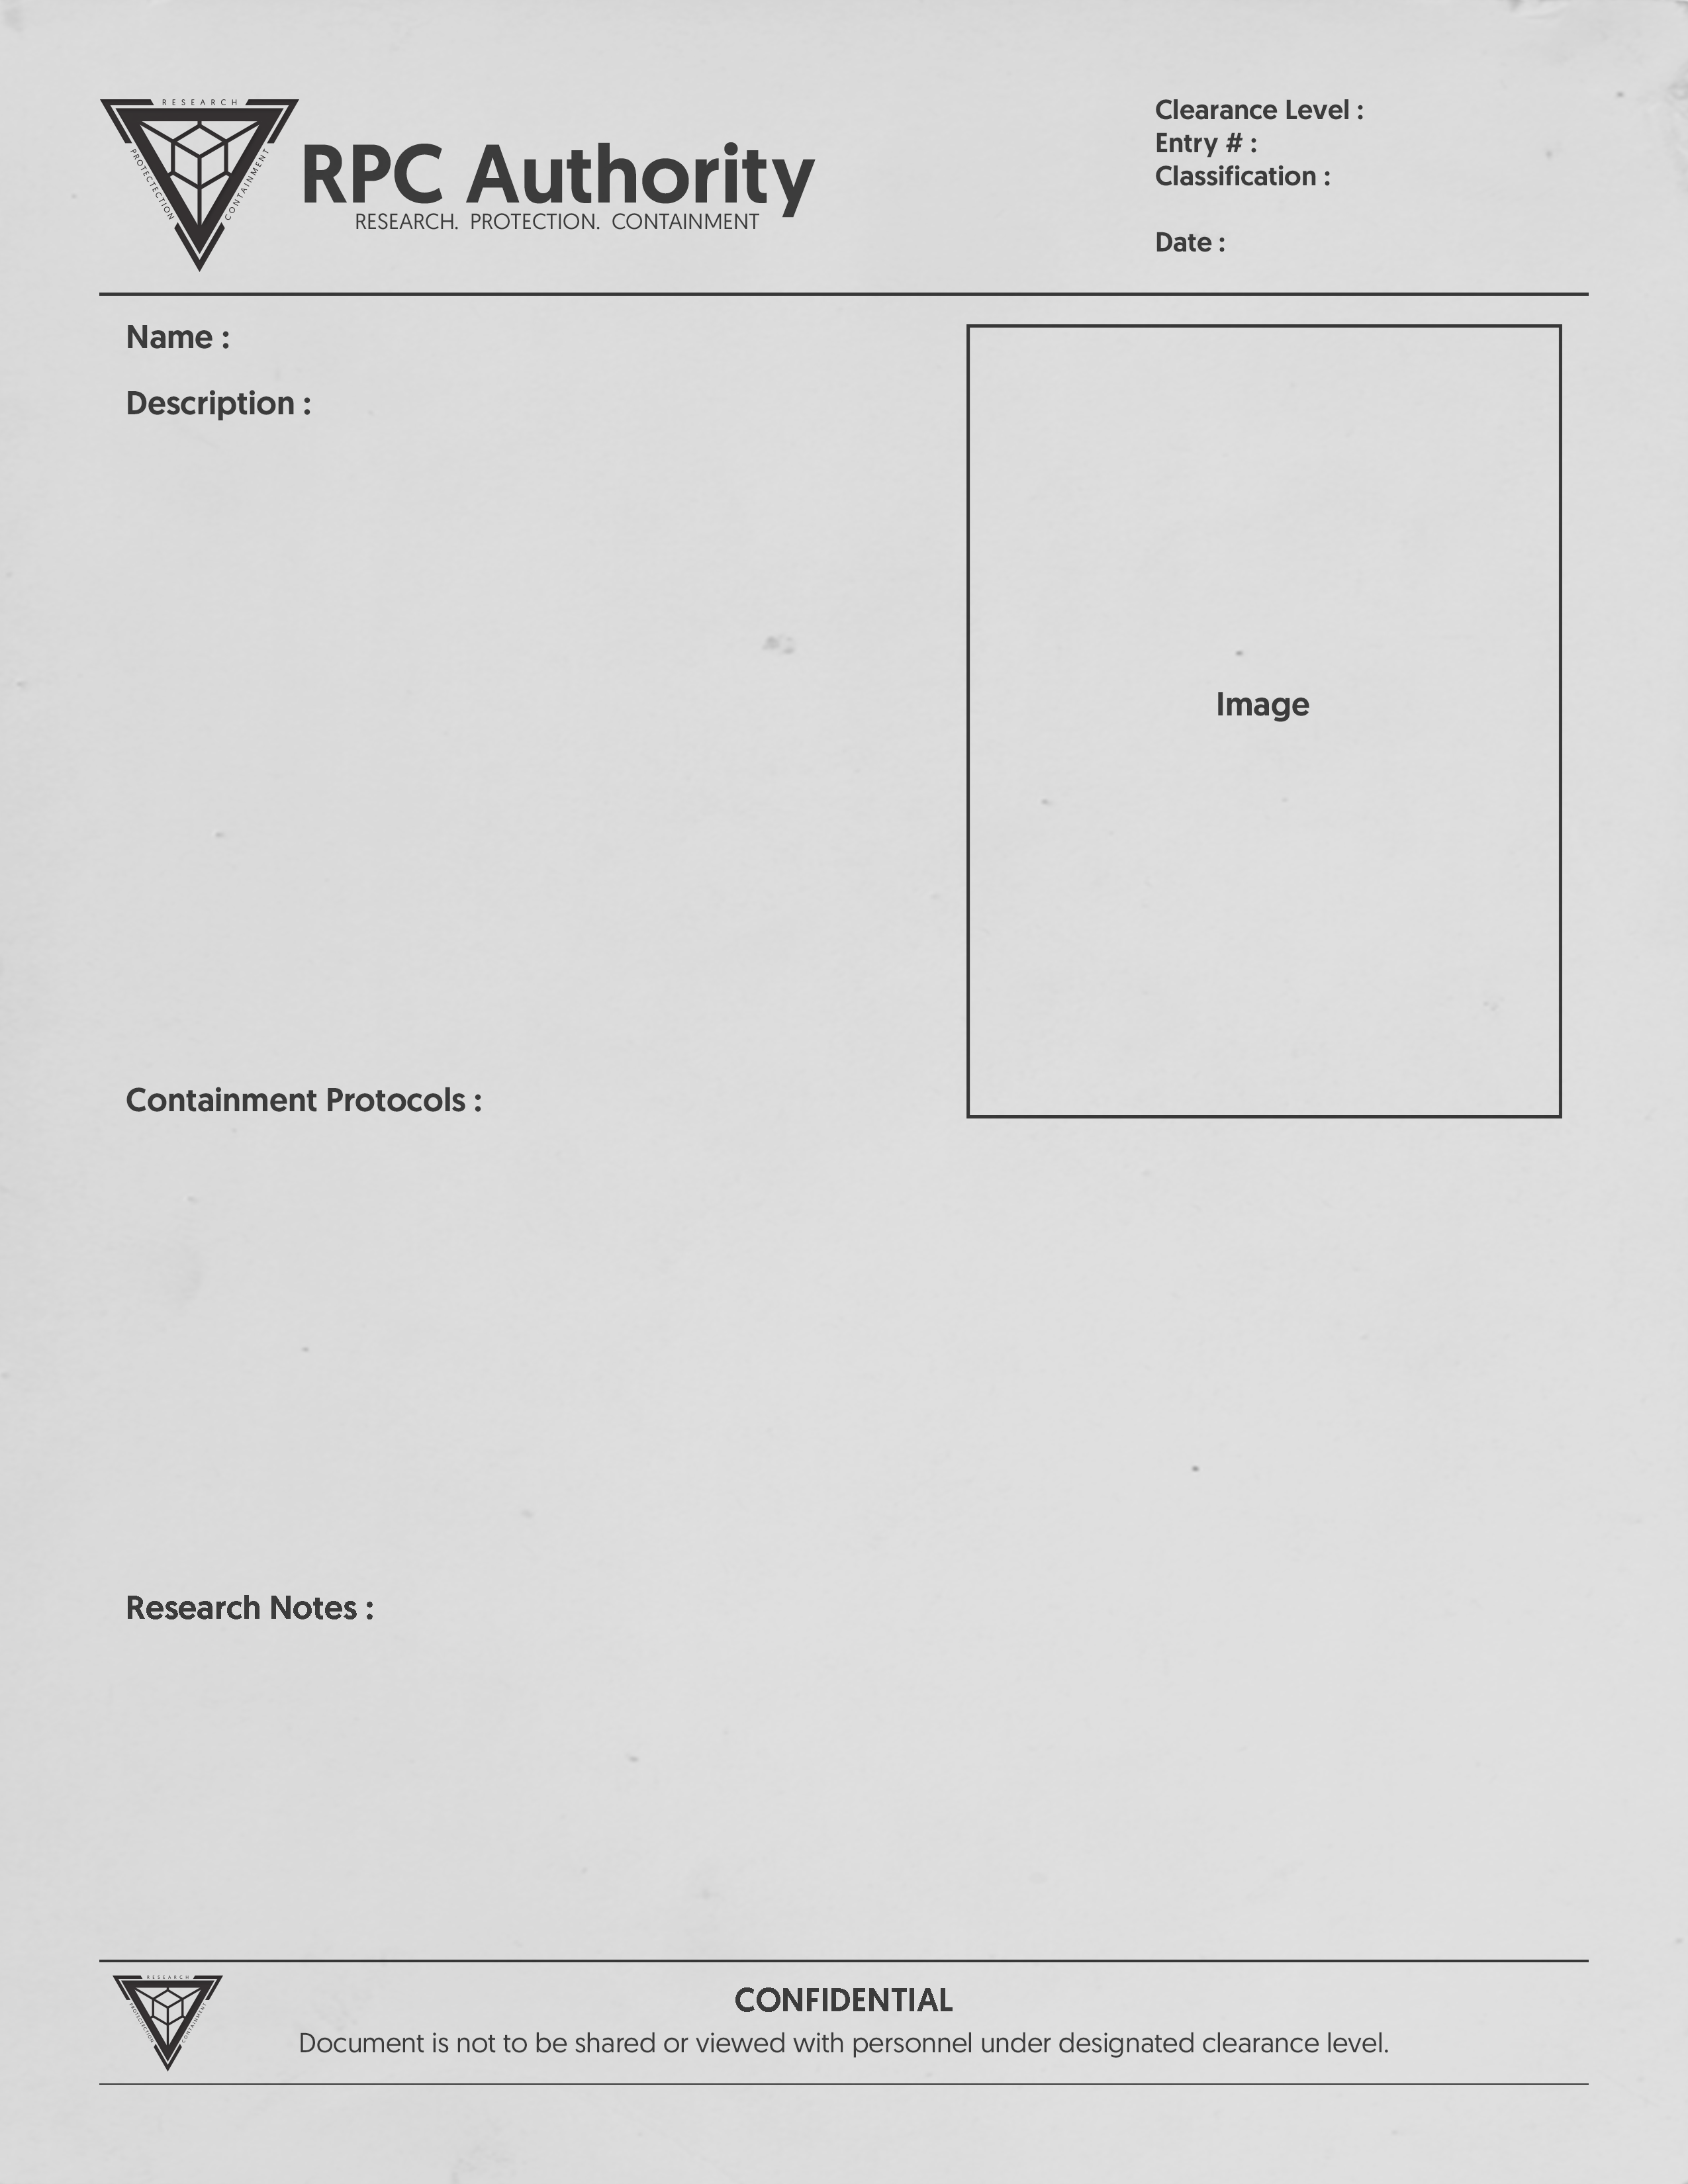 RESEARCH
PROTECTECTION
CONTAINMENT
RPC Authority
RESEARCH. PROTECTION. CONTAINMENT
Clearance Level :
Entry # :
Classification :
Date :
Name :
Description :
Image
Containment Protocols :
Research Notes :
RESEARCH
PROTECTECTION
CONTAINMENT
CONFIDENTIAL
Document is not to be shared or viewed with personnel under designated clearance level.